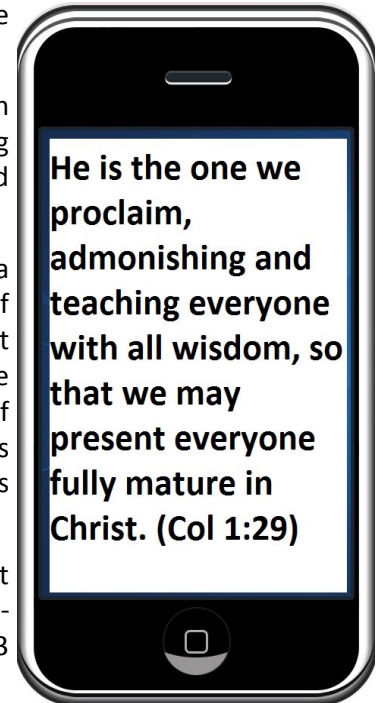 e
n
g
d
a
f
t
e
f
s
s
t
-
B
He is the one we
proclaim,
admonishing and
teaching everyone
with all wisdom, so
that we may
present everyone
fully mature in
Christ. (Col 1:29)